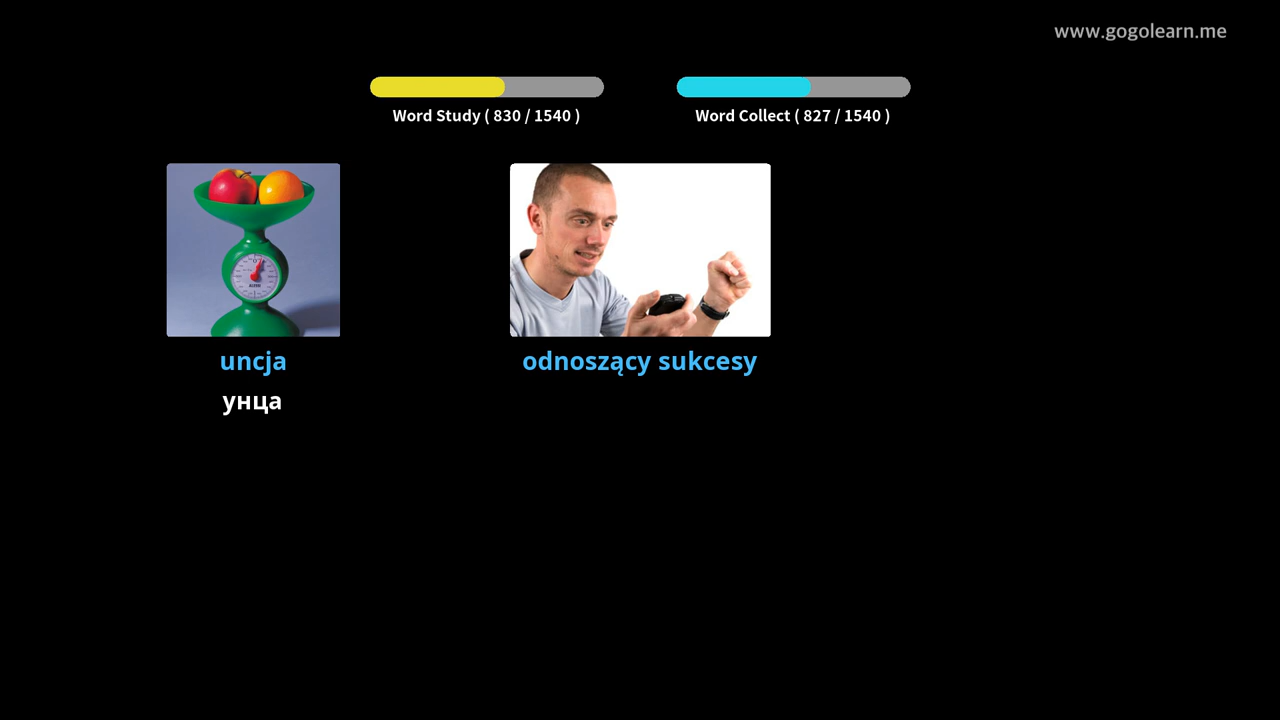 www.gogolearn.me
Word Study ( 830 / 1540 )
Word Collect ( 827 / 1540 )
uncja
унца
odnoszący sukcesy